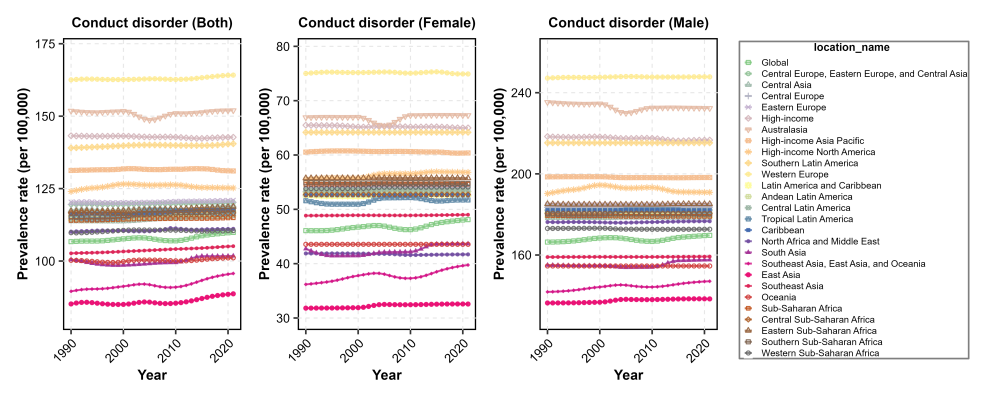 Conduct disorder (Both)
Prevalence rate (per 100,000)
175
150
125
100
1990
2000
2010
2020
Year
Conduct disorder (Female)
Prevalence rate (per 100,000)
80
70
60
50
40
30
1990
2000
2010
2020
Year
Conduct disorder (Male)
Prevalence rate (per 100,000)
240
200
160
1990
2000
2010
2020
Year
location_name
Global
Central Europe, Eastern Europe, and Central Asia
Central Asia
Central Europe
Eastern Europe
High-income
Australasia
High-income Asia Pacific
High-income North America
Southern Latin America
Western Europe
Latin America and Caribbean
Andean Latin America
Central Latin America
Tropical Latin America
Caribbean
North Africa and Middle East
South Asia
Southeast Asia, East Asia, and Oceania
East Asia
Southeast Asia
Oceania
Sub-Saharan Africa
Central Sub-Saharan Africa
Eastern Sub-Saharan Africa
Southern Sub-Saharan Africa
Western Sub-Saharan Africa